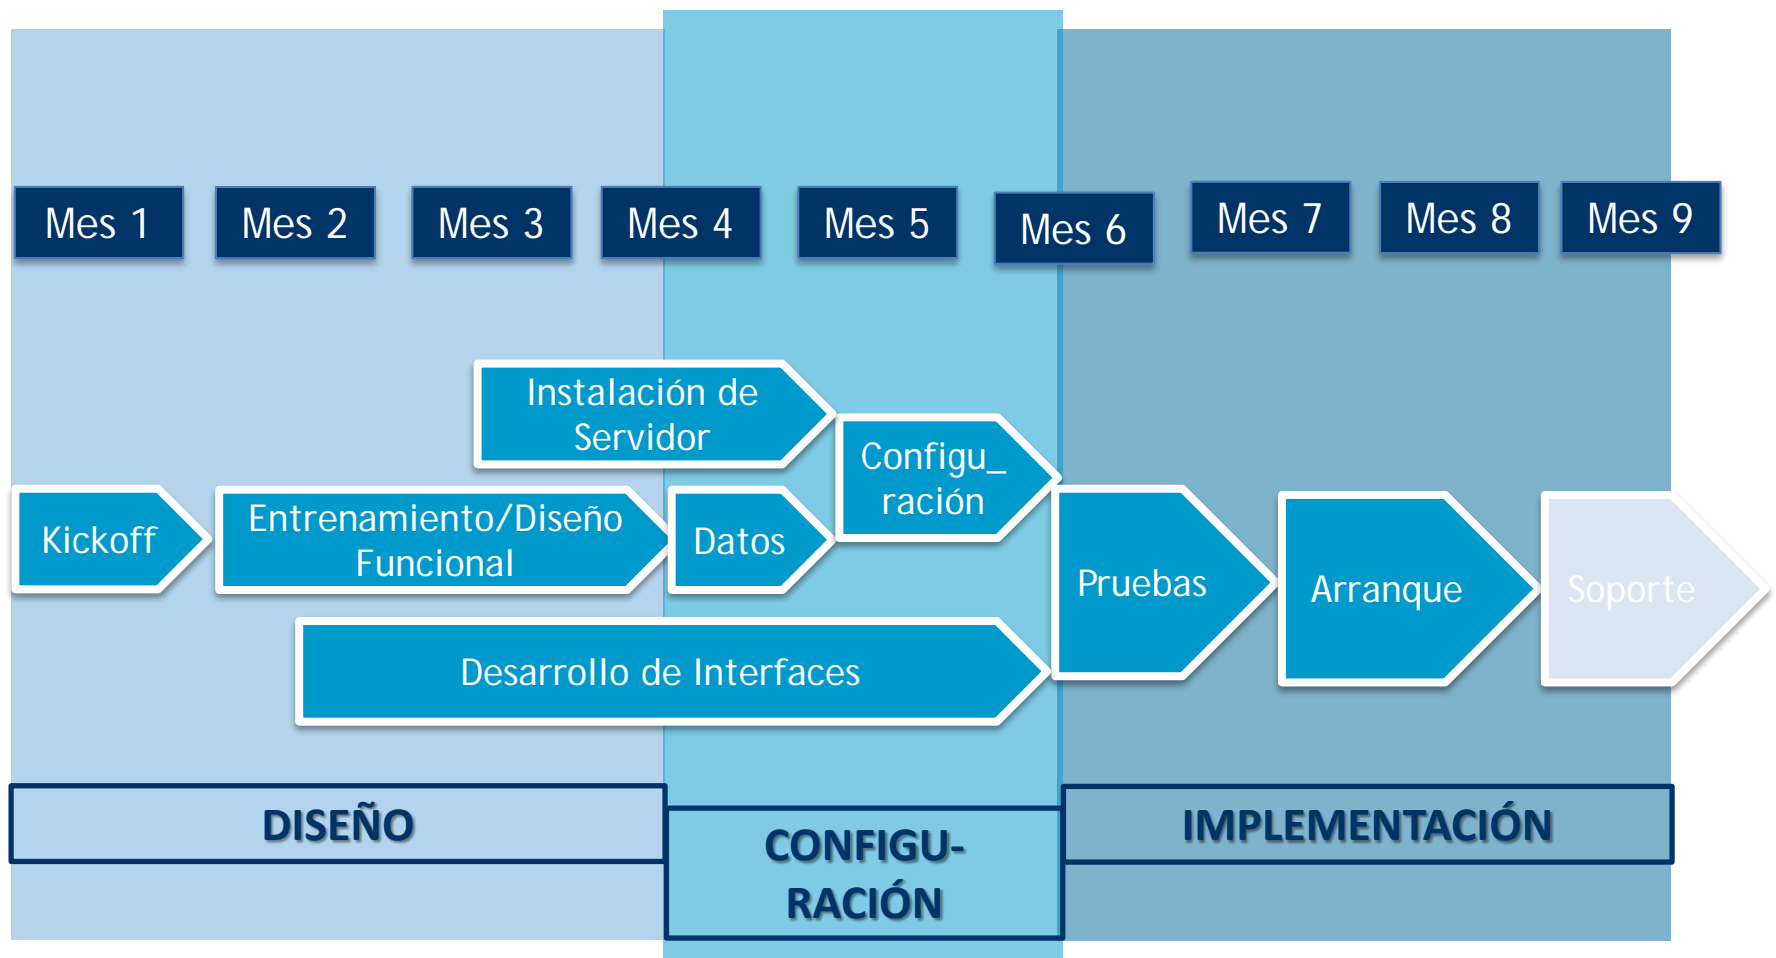 Mes 1
Mes 2
Mes 3
Mes 4
Mes 5
Mes 6
Mes 7
Mes 8
Mes 9
Instalación de
Servidor
Configu_
ración
Kickoff
Entrenamiento/Diseño
Funcional
Datos
Pruebas
Arranque
Soporte
Desarrollo de Interfaces
DISEÑO
CONFIGU-
RACIÓN
IMPLEMENTACIÓN